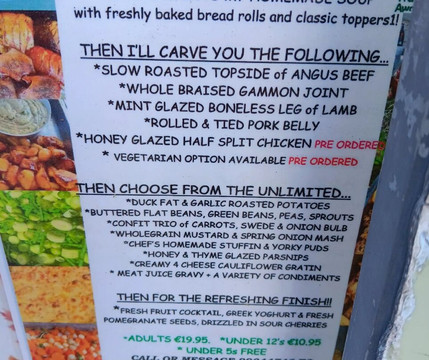 HOMEMADE SOUP
with freshly baked bread rolls and classic toppers!
THEN I'LL CARVE YOU THE FOLLOWING...
*SLOW ROASTED TOPSIDE of ANGUS BEEF
*WHOLE BRAISED GAMMON JOINT
*MINT GLAZED BONELESS LEG of LAMB
*ROLLED & TIED PORK BELLY
*HONEY GLAZED HALF SPLIT CHICKEN PRE ORDERED
* VEGETARIAN OPTION AVAILABLE PRE ORDERED
THEN CHOOSE FROM THE UNLIMITED...
*DUCK FAT & GARLIC ROASTED POTATOES
*BUTTERED FLAT BEANS, GREEN BEANS, PEAS, SPROUTS
*CONFIT TRIO of CARROTS, SWEDE & ONION BULB
*WHOLEGRAIN MUSTARD & SPRING ONION MASH
*CHEF'S HOMEMADE STUFFIN & YORKY PUDS
*HONEY & THYME GLAZED PARSNIPS
*CREAMY 4 CHEESE CAULIFLOWER GRATIN
* MEAT JUICE GRAVY + A VARIETY OF CONDIMENTS
THEN FOR THE REFRESHING FINISH!!
*FRESH FRUIT COCKTAIL, GREEK YOGHURT & FRESH
POMEGRANATE SEEDS, DRIZZLED IN SOUR CHERRIES
*ADULTS €19.95. *UNDER 12's €10.95
* UNDER 5s FREE
CALL OR MESSAGE